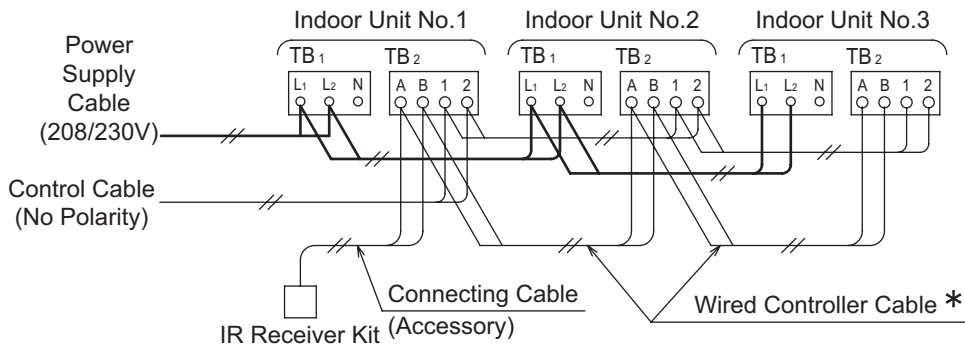 Indoor Unit No.1 Indoor Unit No.2 Indoor Unit No.3
TB1 TB2 TB1 TB2 TB1 TB2
L1 L2 N A B 1 2 L1 L2 N A B 1 2 L1 L2 N A B 1 2
Power
Supply
Cable
(208/230V)
Control Cable
(No Polarity)
IR Receiver Kit
Connecting Cable
(Accessory)
Wired Controller Cable *